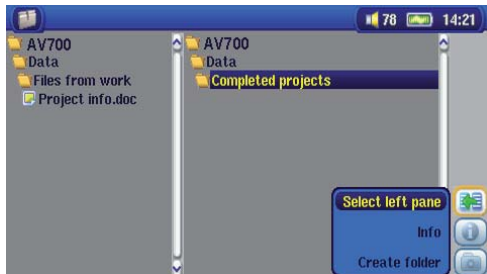 78 14:21
AV700
Data
Files from work
Project info.doc
AV700
Data
Completed projects
Select left pane
Info
Create folder